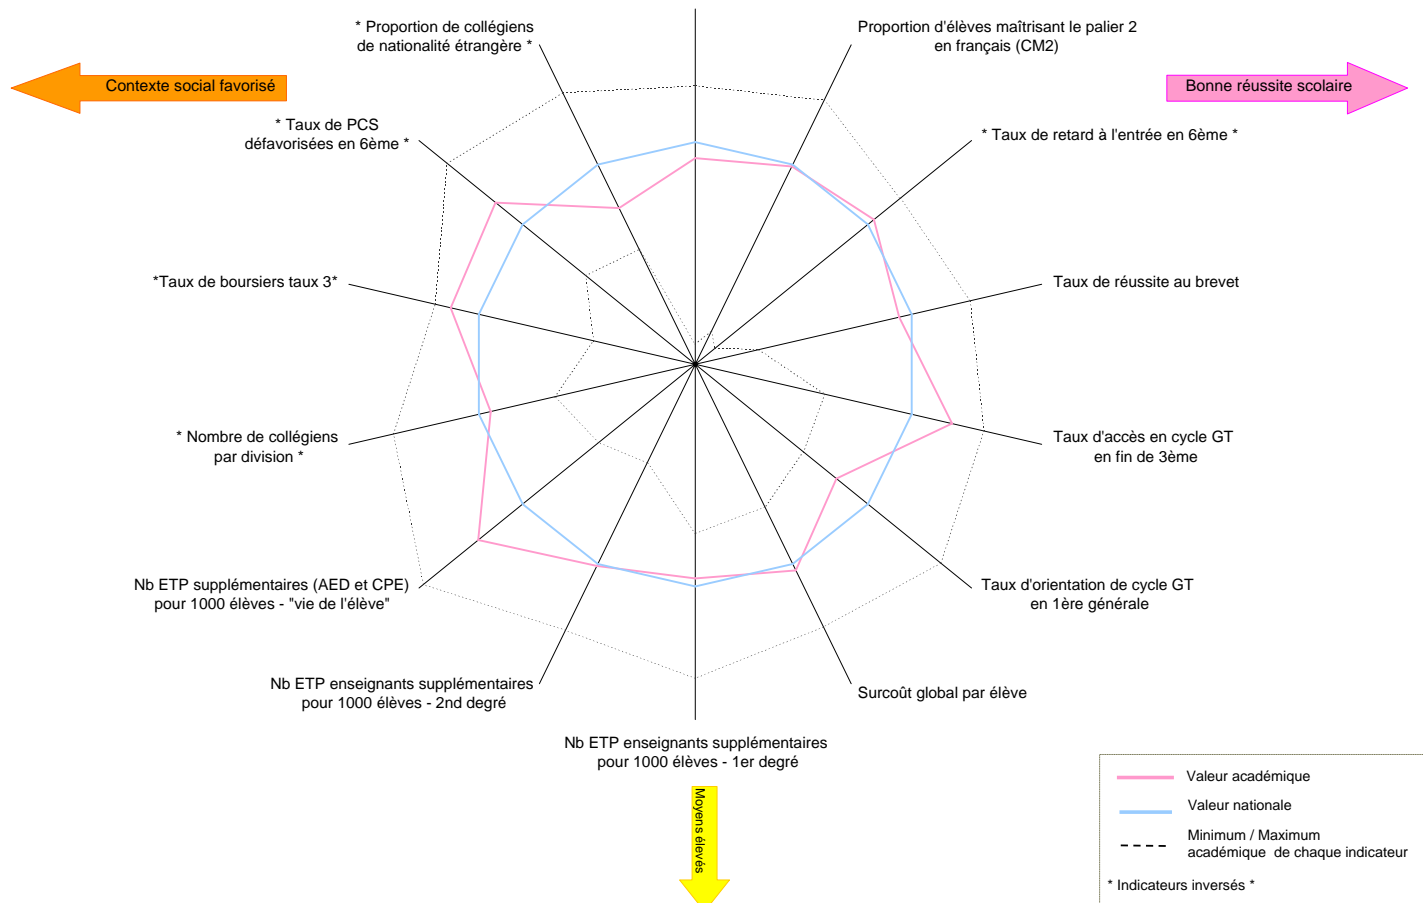 * Proportion de collégiens
de nationalité étrangère *
Proportion d'élèves maîtrisant le palier 2
en français (CM2)
Contexte social favorisé
Bonne réussite scolaire
* Taux de PCS
défavorisées en 6ème *
* Taux de retard à l'entrée en 6ème *
*Taux de boursiers taux 3*
Taux de réussite au brevet
* Nombre de collégiens
par division *
Taux d'accès en cycle GT
en fin de 3ème
Nb ETP supplémentaires (AED et CPE)
pour 1000 élèves - "vie de l'élève"
Taux d'orientation de cycle GT
en 1ère générale
Nb ETP enseignants supplémentaires
pour 1000 élèves - 2nd degré
Surcoût global par élève
Nb ETP enseignants supplémentaires
pour 1000 élèves - 1er degré
Moyens élevés
Valeur académique
Valeur nationale
Minimum / Maximum
académique  de chaque indicateur
* Indicateurs inversés *